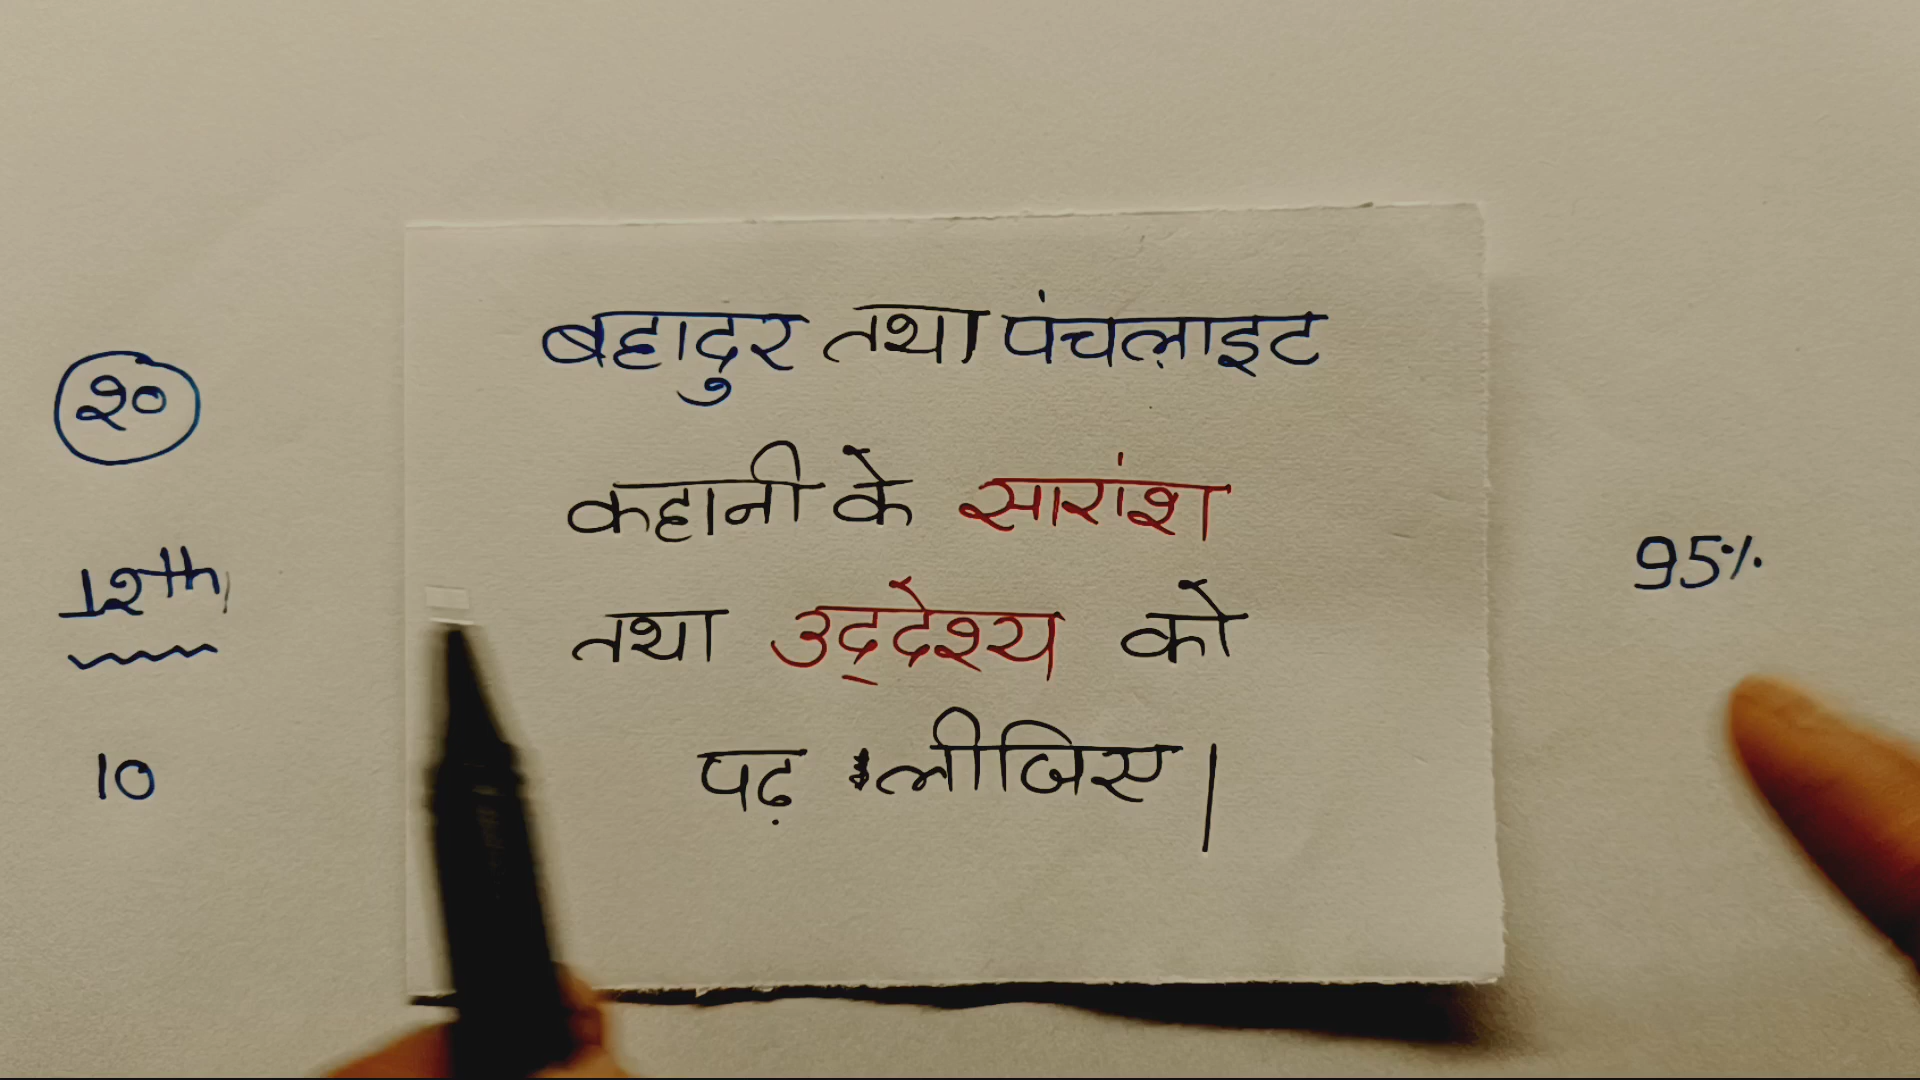 बहादुर तथा पंचलाइट
कहानी के सारांश
तथा उद्देश्य को
पढ़ लीजिए।
२०
12th
10
95%